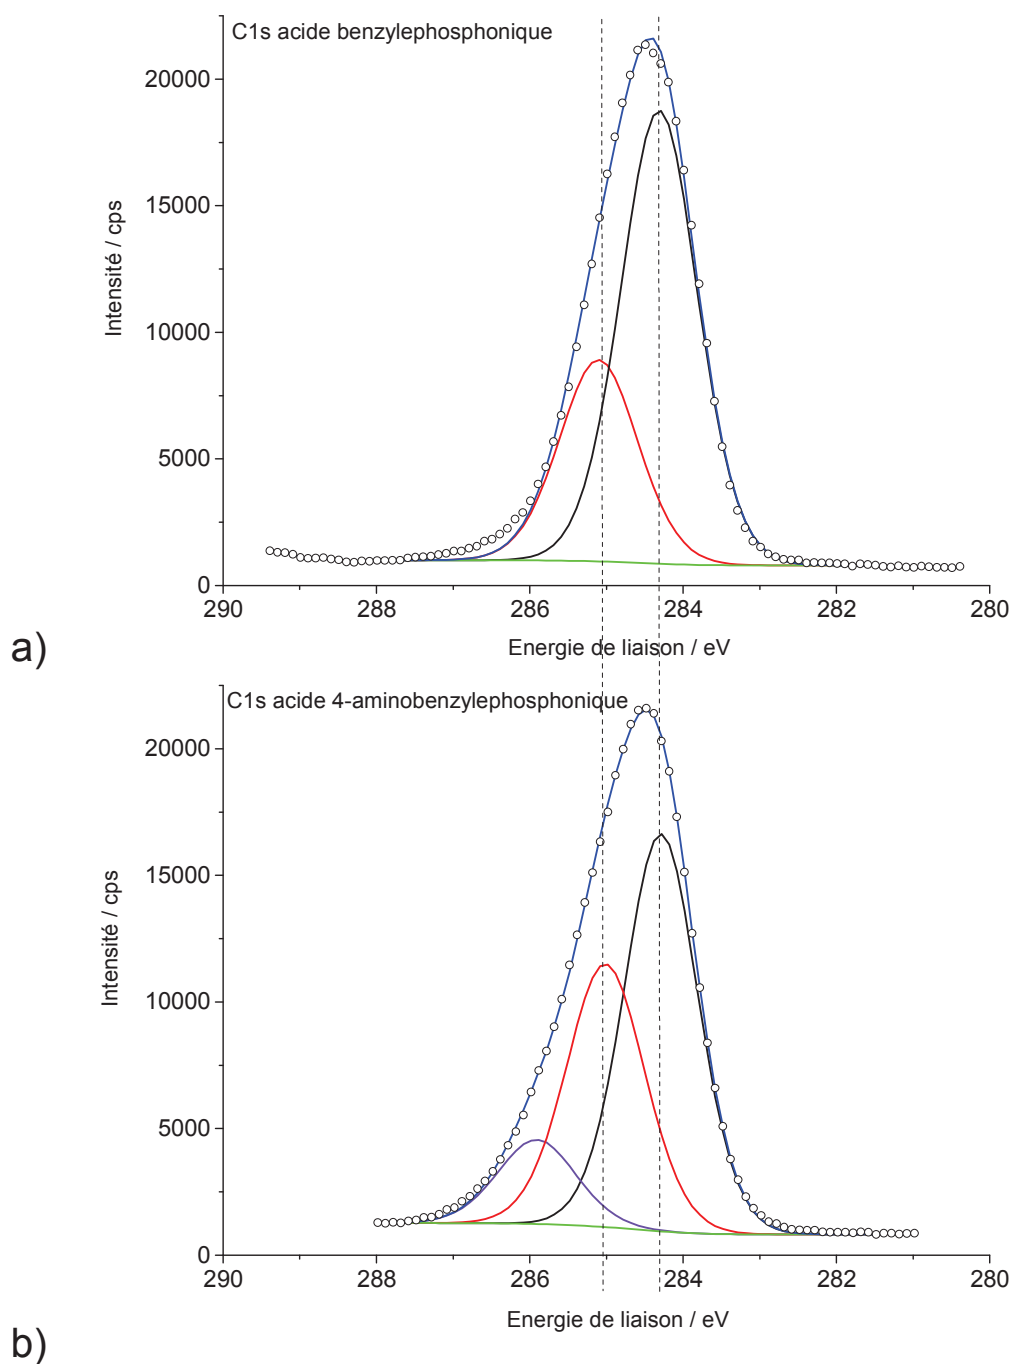 C1s acide benzylephosphonique
20000
15000
10000
5000
0
Intensité / cps
290 288 286 284 282 280
Energie de liaison / eV
a)
C1s acide 4-aminobenzylephosphonique
20000
15000
10000
5000
0
Intensité / cps
290 288 286 284 282 280
Energie de liaison / eV
b)